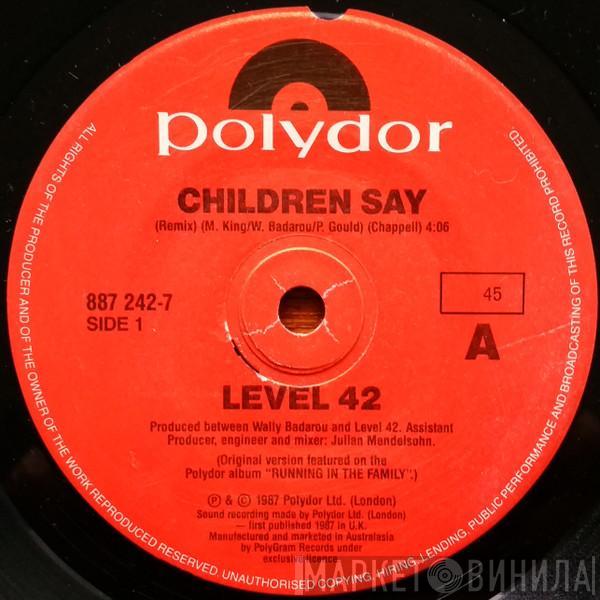 polydor
CHILDREN SAY
(Remix) (M. King/W. Badarou/P. Gould) (Chappell) 4:06
887 242-7
SIDE 1
45
A
LEVEL 42
Produced between Wally Badarou and Level 42. Assistant
Producer, engineer and mixer: Julian Mendelsohn.
(Original version featured on the
Polydor album "RUNNING IN THE FAMILY".)
Ⓟ & © 1987 Polydor Ltd. (London)
Sound recording made by Polydor Ltd. (London)
— first published 1987 in U.K.
Manufactured and marketed in Australasia
by PolyGram Records under
exclusive licence
ALL RIGHTS OF THE PRODUCER AND OF THE OWNER OF THE WORK REPRODUCED RESERVED. UNAUTHORISED COPYING, HIRING, LENDING, PUBLIC PERFORMANCE AND BROADCASTING OF THIS RECORD PROHIBITED.
МАРКЕТ ВИНИЛА